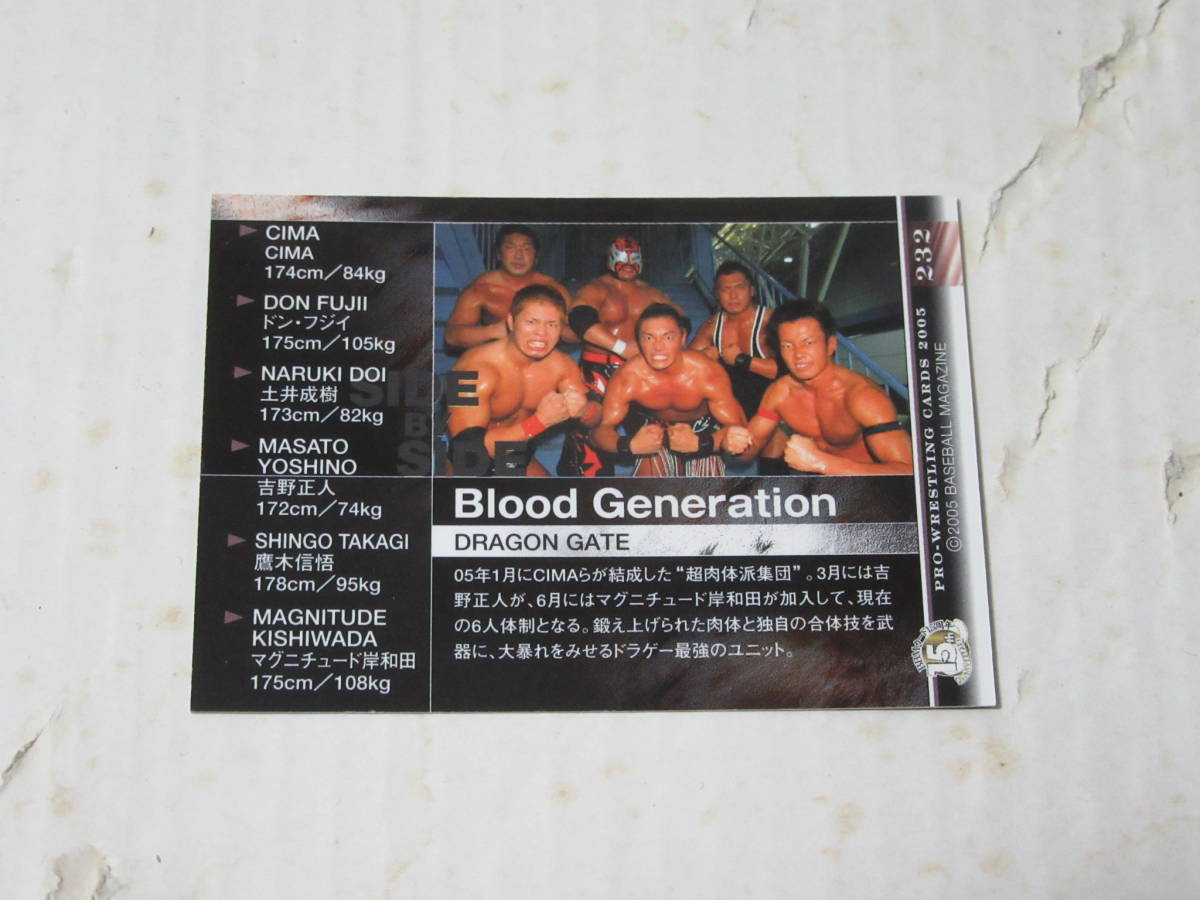 CIMA
CIMA
174cm／84kg
DON FUJII
ドン・フジイ
175cm／105kg
NARUKI DOI
土井成樹
173cm／82kg
MASATO
YOSHINO
吉野正人
172cm／74kg
SHINGO TAKAGI
鷹木信悟
178cm／95kg
MAGNITUDE
KISHIWADA
マグニチュード岸和田
175cm／108kg
SIDE
BY
SIDE
Blood Generation
DRAGON GATE
05年1月にCIMAらが結成した“超肉体派集団”。3月には吉
野正人が、6月にはマグニチュード岸和田が加入して、現在
の6人体制となる。鍛え上げられた肉体と独自の合体技を武
器に、大暴れをみせるドラゲー最強のユニット。
PRO-WRESTLING CARDS 2005 232
©2005 BASEBALL MAGAZINE
15th